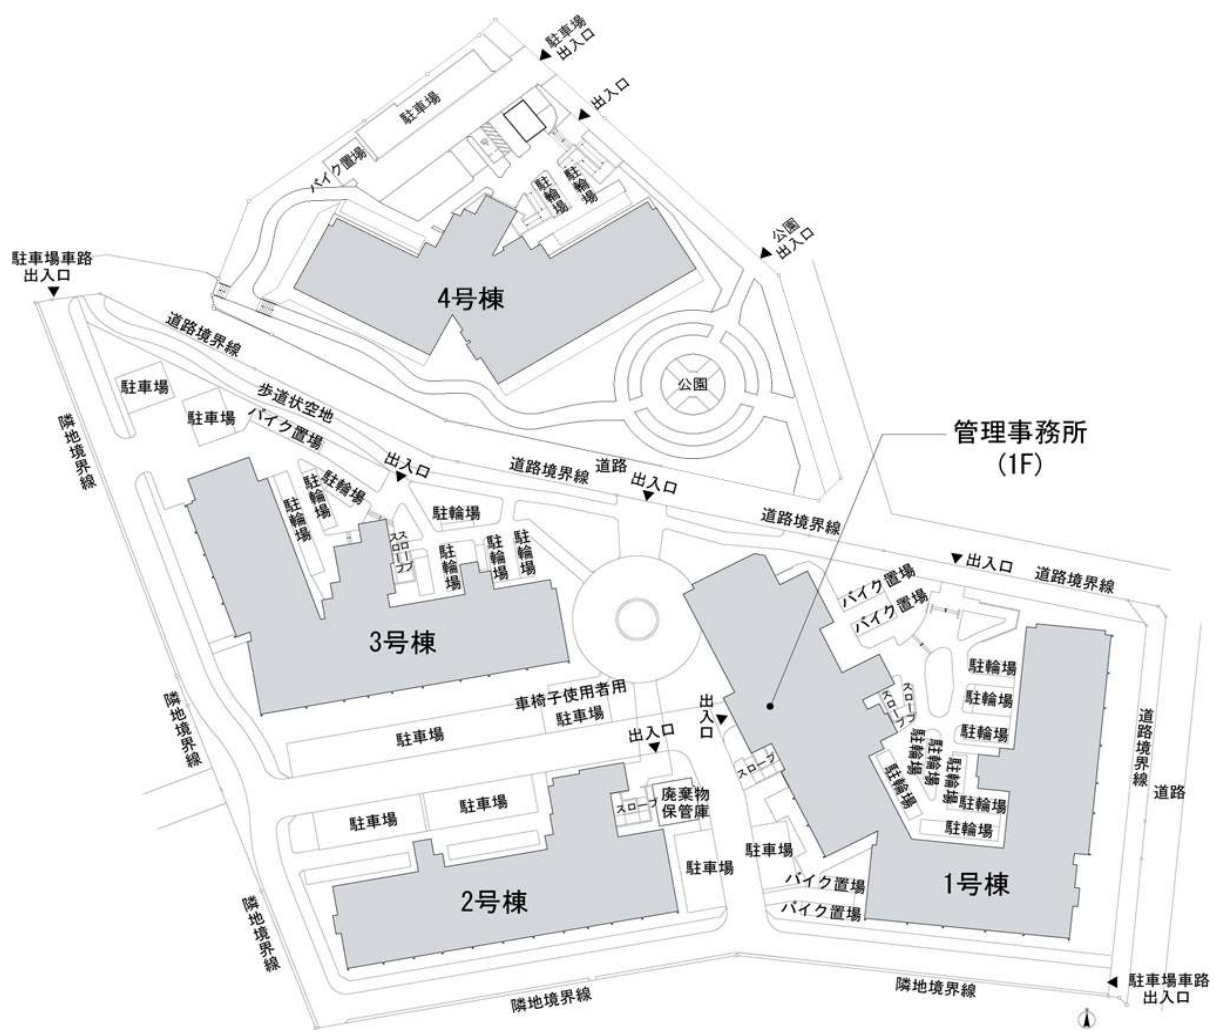 駐車場
出入口
出入口
駐車場
バイク置場
駐輪場
駐輪場
公園
出入口
駐車場車路
出入口
4号棟
道路境界線
公園
駐車場
駐車場
歩道状空地
バイク置場
隣地境界線
管理事務所
(1F)
出入口
道路境界線
道路
出入口
道路境界線
駐輪場
駐輪場
駐輪場
駐輪場
スロープ
スロープ
駐輪場
駐輪場
駐輪場
出入口
道路境界線
バイク置場
バイク置場
3号棟
駐輪場
駐輪場
駐輪場
スロープ
スロープ
隣地境界線
車椅子使用者用
駐車場
駐車場
出入口
出入口
道路境界線
道路
駐輪場
駐輪場
駐輪場
駐輪場
駐輪場
駐輪場
スロープ
スロープ
廃棄物
保管庫
駐車場
駐車場
駐車場
駐車場
バイク置場
バイク置場
2号棟
1号棟
隣地境界線
隣地境界線
隣地境界線
駐車場車路
出入口